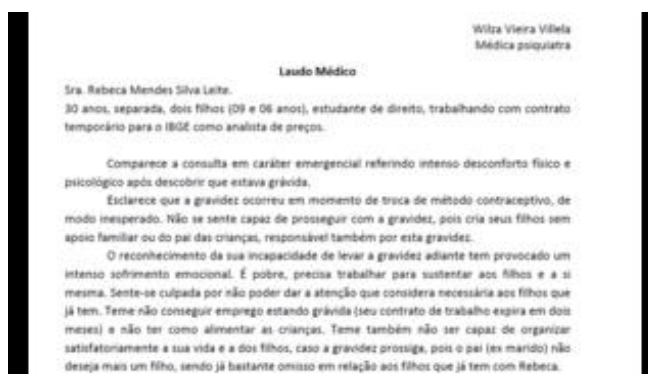 Wilza Vieira Villela
Médica psiquiatra
Laudo Médico
Sra. Rebeca Mendes Silva Leite.
30 anos, separada, dois filhos (09 e 06 anos), estudante de direito, trabalhando com contrato
temporário para o IBGE como analista de preços.
Comparece a consulta em caráter emergencial referindo intenso desconforto físico e
psicológico após descobrir que estava grávida.
Esclarece que a gravidez ocorreu em momento de troca de método contraceptivo, de
modo inesperado. Não se sente capaz de prosseguir com a gravidez, pois cria seus filhos sem
apoio familiar ou do pai das crianças, responsável também por esta gravidez.
O reconhecimento da sua incapacidade de levar a gravidez adiante tem provocado um
intenso sofrimento emocional. É pobre, precisa trabalhar para sustentar aos filhos e a si
mesma. Sente-se culpada por não poder dar a atenção que considera necessária aos filhos que
já tem. Teme não conseguir emprego estando grávida (seu contrato de trabalho expira em dois
meses) e não ter como alimentar as crianças. Teme também não ser capaz de organizar
satisfatoriamente a sua vida e a dos filhos, caso a gravidez prossiga, pois o pai (ex marido) não
deseja mais um filho, sendo já bastante omisso em relação aos filhos que já tem com Rebeca.